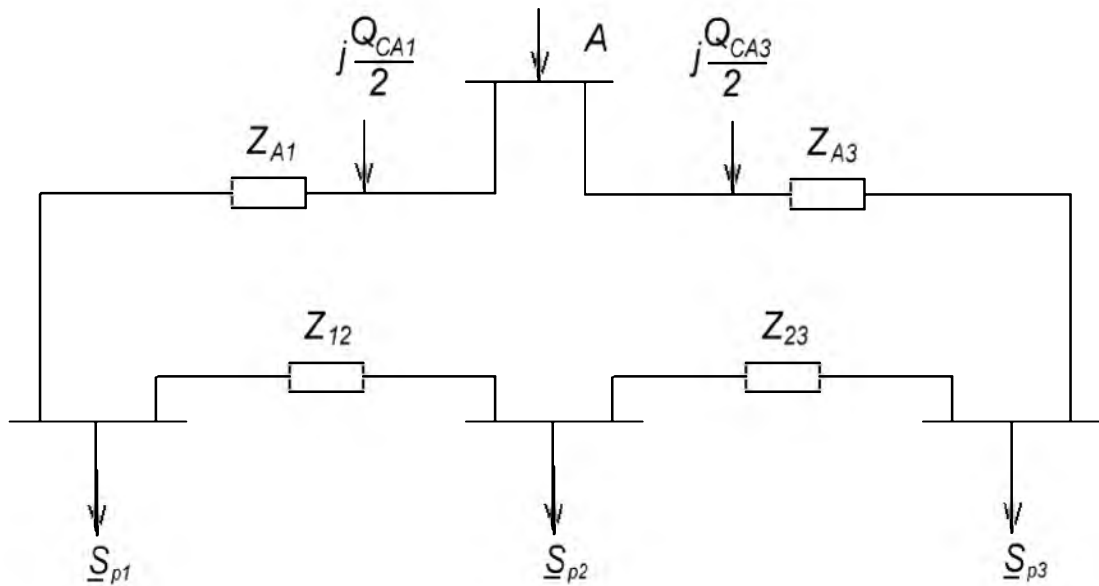 j Q_CA1/2
A
j Q_CA3/2
Z_A1
Z_A3
Z_12
Z_23
S_p1
S_p2
S_p3